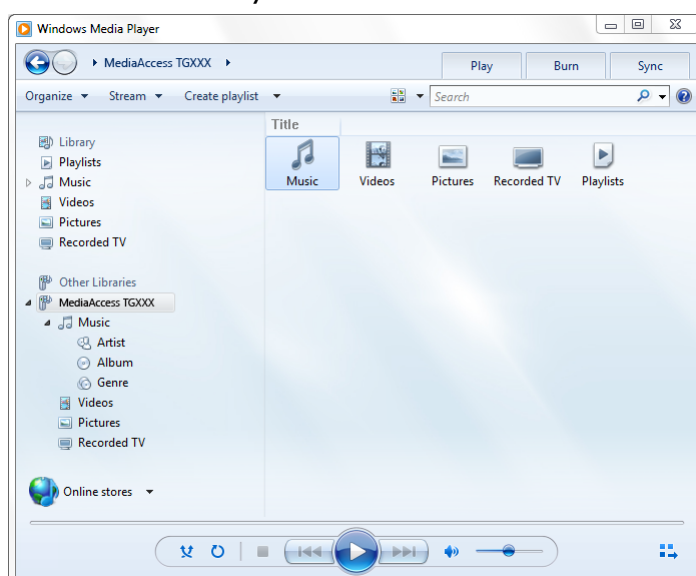 Windows Media Player
MediaAccess TGXXX
Play Burn Sync
Organize Stream Create playlist Search
Title
Music Videos Pictures Recorded TV Playlists
Library
Playlists
Music
Videos
Pictures
Recorded TV
Other Libraries
MediaAccess TGXXX
Music
Artist
Album
Genre
Videos
Pictures
Recorded TV
Online stores